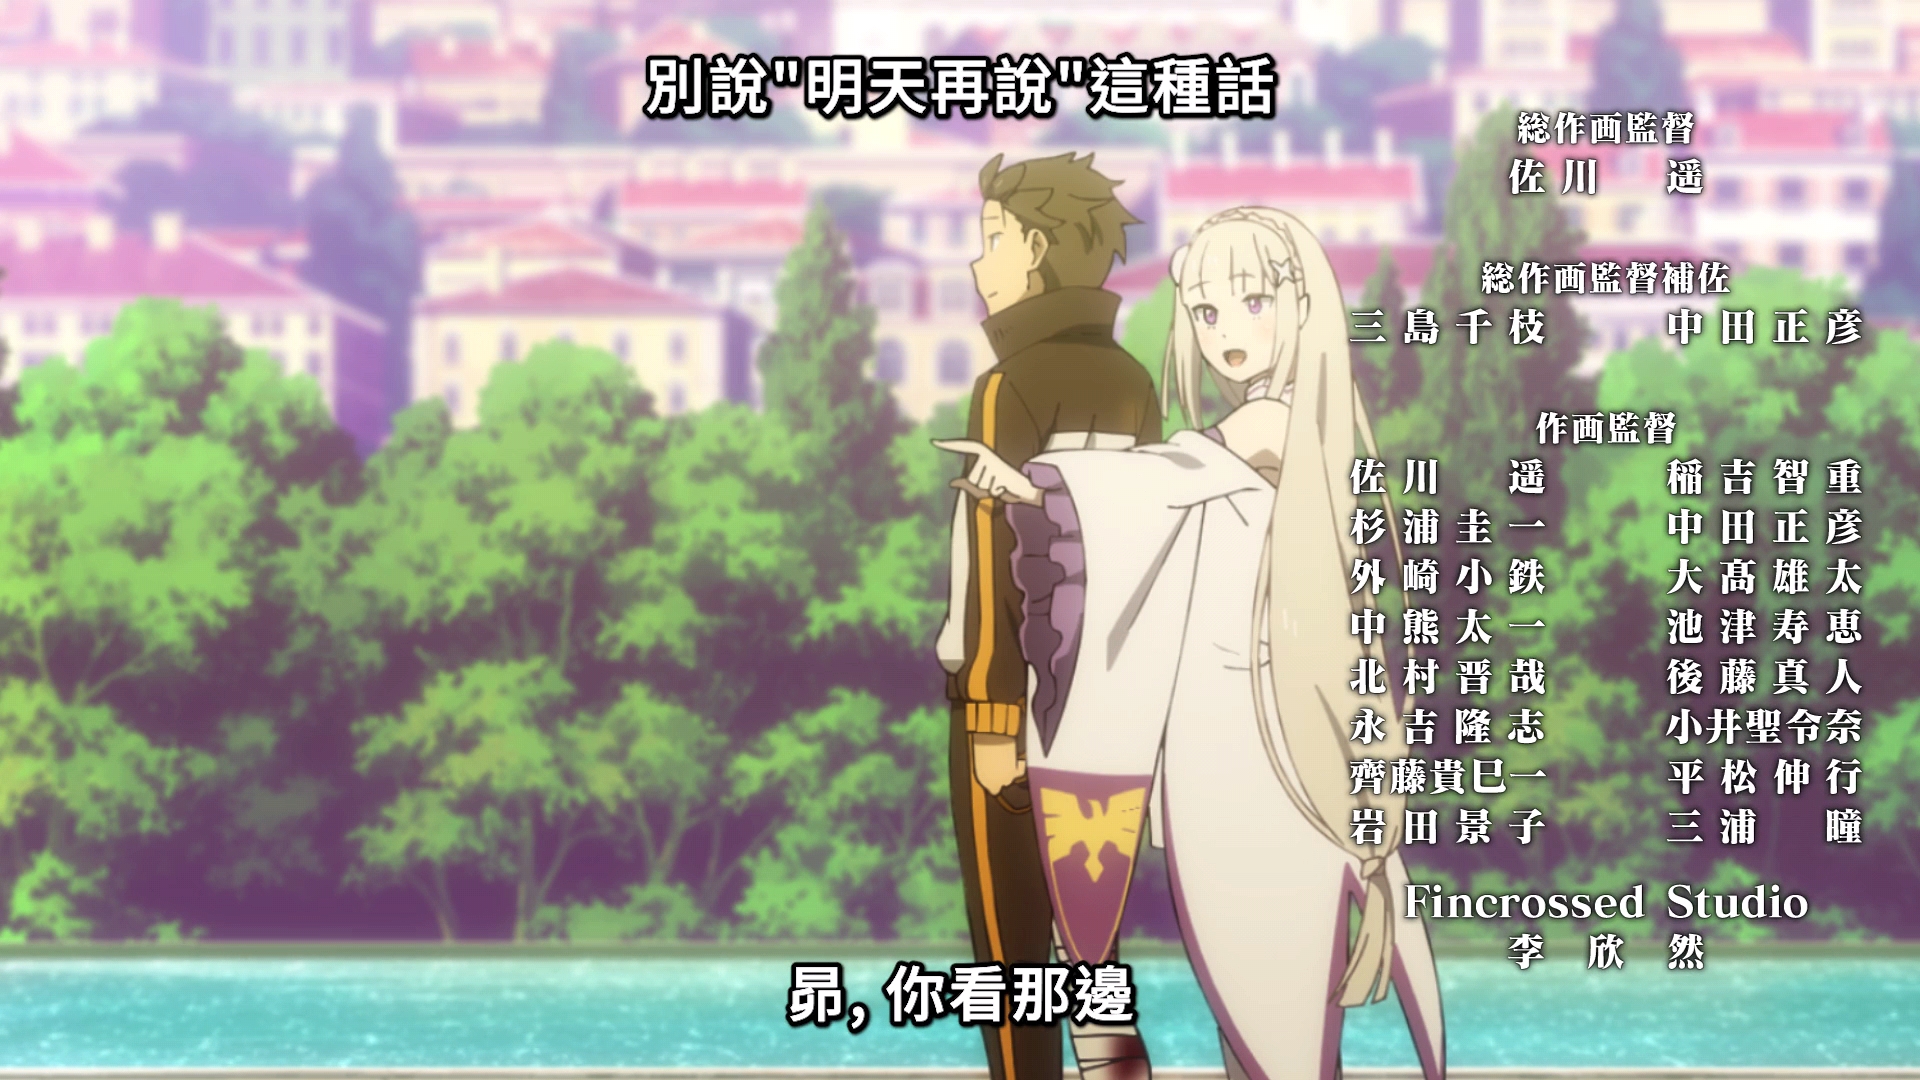 別說"明天再說"這種話
総作画監督
佐川 遥
総作画監督補佐
三島千枝 中田正彦
作画監督
佐川 遥 稲吉智重
杉浦圭一 中田正彦
外崎小鉄 大髙雄太
中熊太一 池津寿恵
北村晋哉 後藤真人
永吉隆志 小井聖令奈
齊藤貴巳一 平松伸行
岩田景子 三浦 瞳
Fincrossed Studio
李欣然
昴, 你看那邊